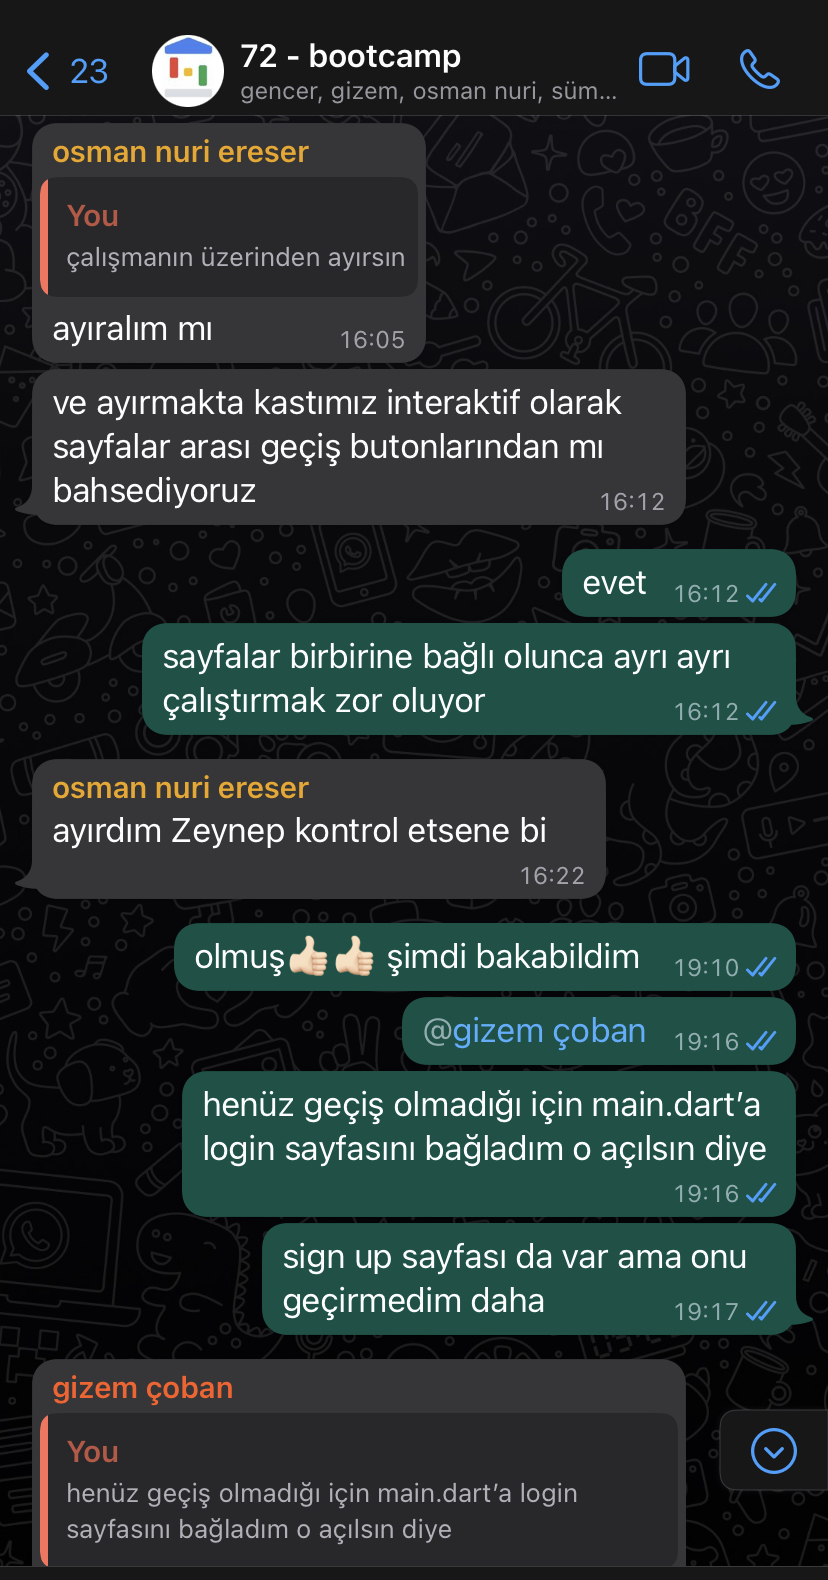 23
72 - bootcamp
gencer, gizem, osman nuri, süm...
osman nuri ereser
You
çalışmanın üzerinden ayırsın
ayıralım mı
16:05
ve ayırmakta kastımız interaktif olarak
sayfalar arası geçiş butonlarından mı
bahsediyoruz
16:12
evet
16:12
sayfalar birbirine bağlı olunca ayrı ayrı
çalıştırmak zor oluyor
16:12
osman nuri ereser
ayırdım Zeynep kontrol etsene bi
16:22
olmuş👍🏻👍🏻 şimdi bakabildim
19:10
@gizem çoban
19:16
henüz geçiş olmadığı için main.dart’a
login sayfasını bağladım o açılsın diye
19:16
sign up sayfası da var ama onu
geçirmedim daha
19:17
gizem çoban
You
henüz geçiş olmadığı için main.dart’a login
sayfasını bağladım o açılsın diye